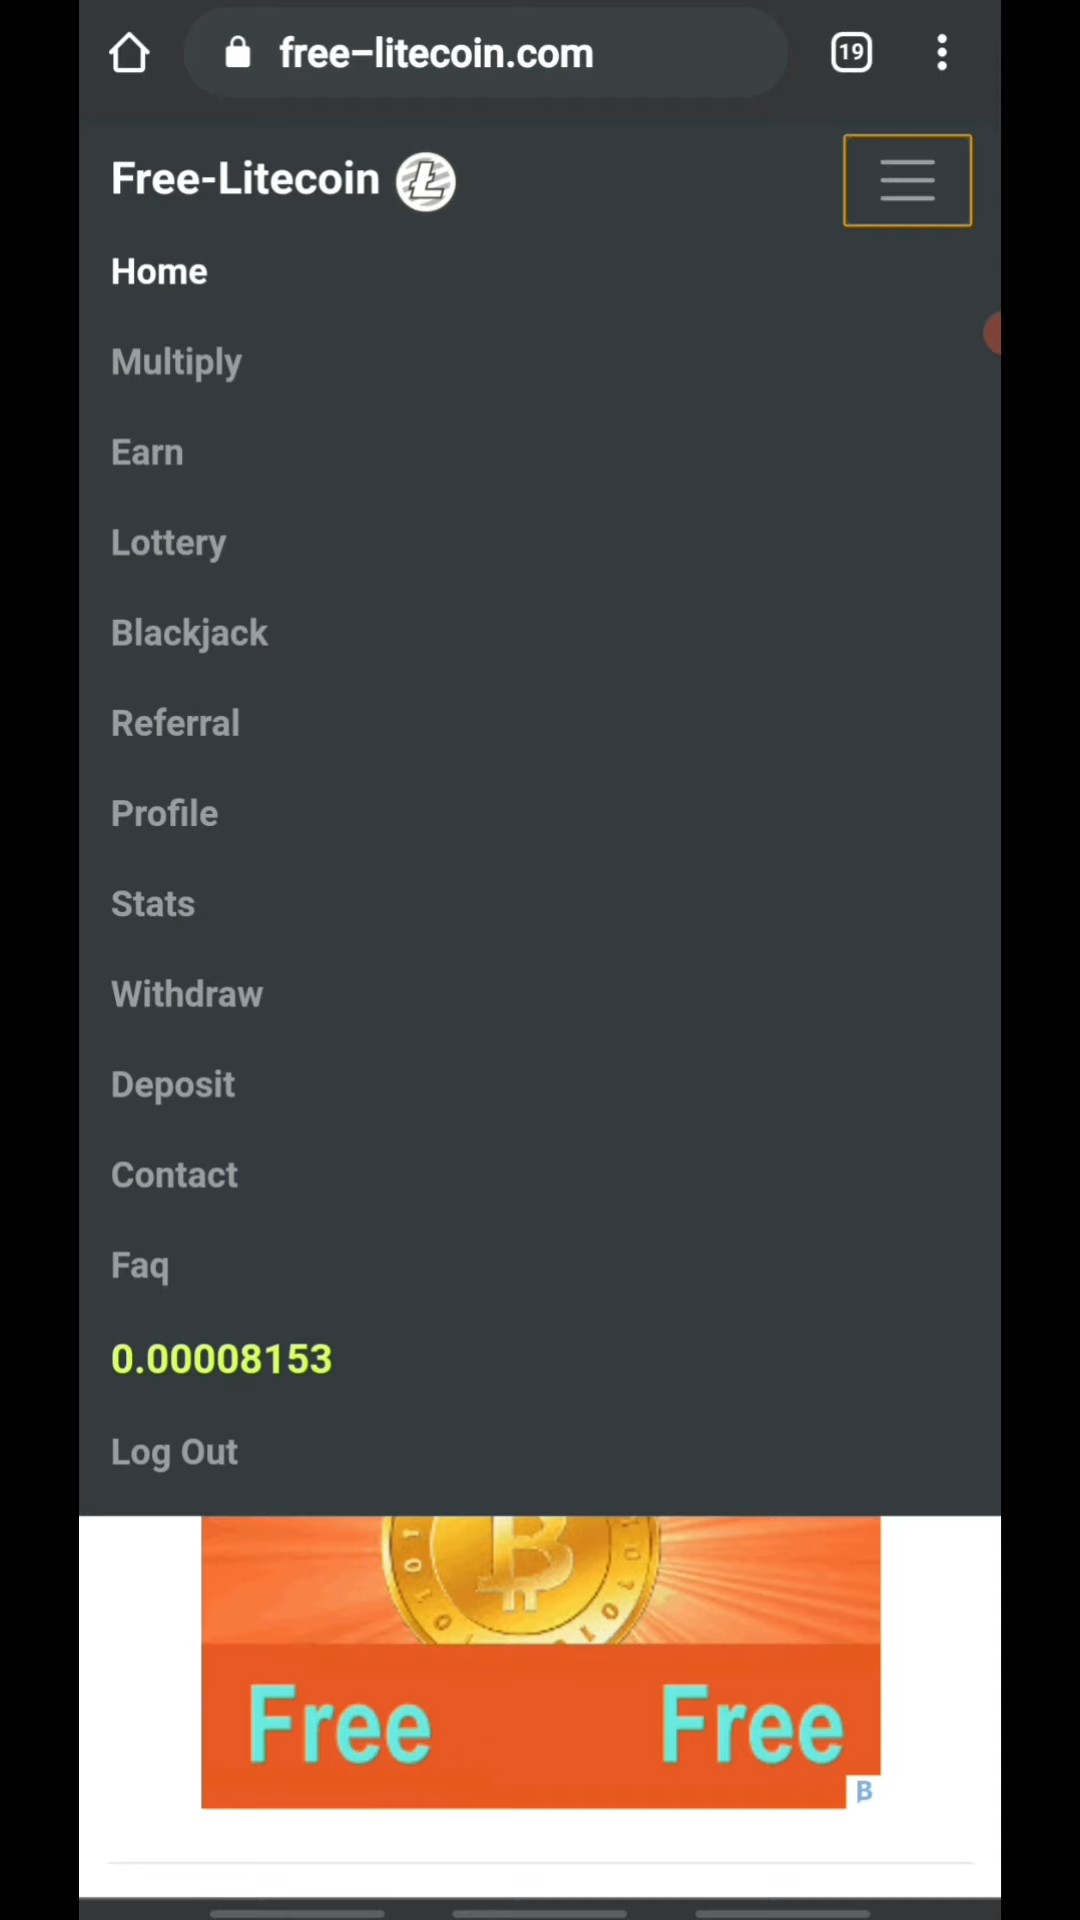 free-litecoin.com
19
Free-Litecoin
Home
Multiply
Earn
Lottery
Blackjack
Referral
Profile
Stats
Withdraw
Deposit
Contact
Faq
0.00008153
Log Out
Free Free